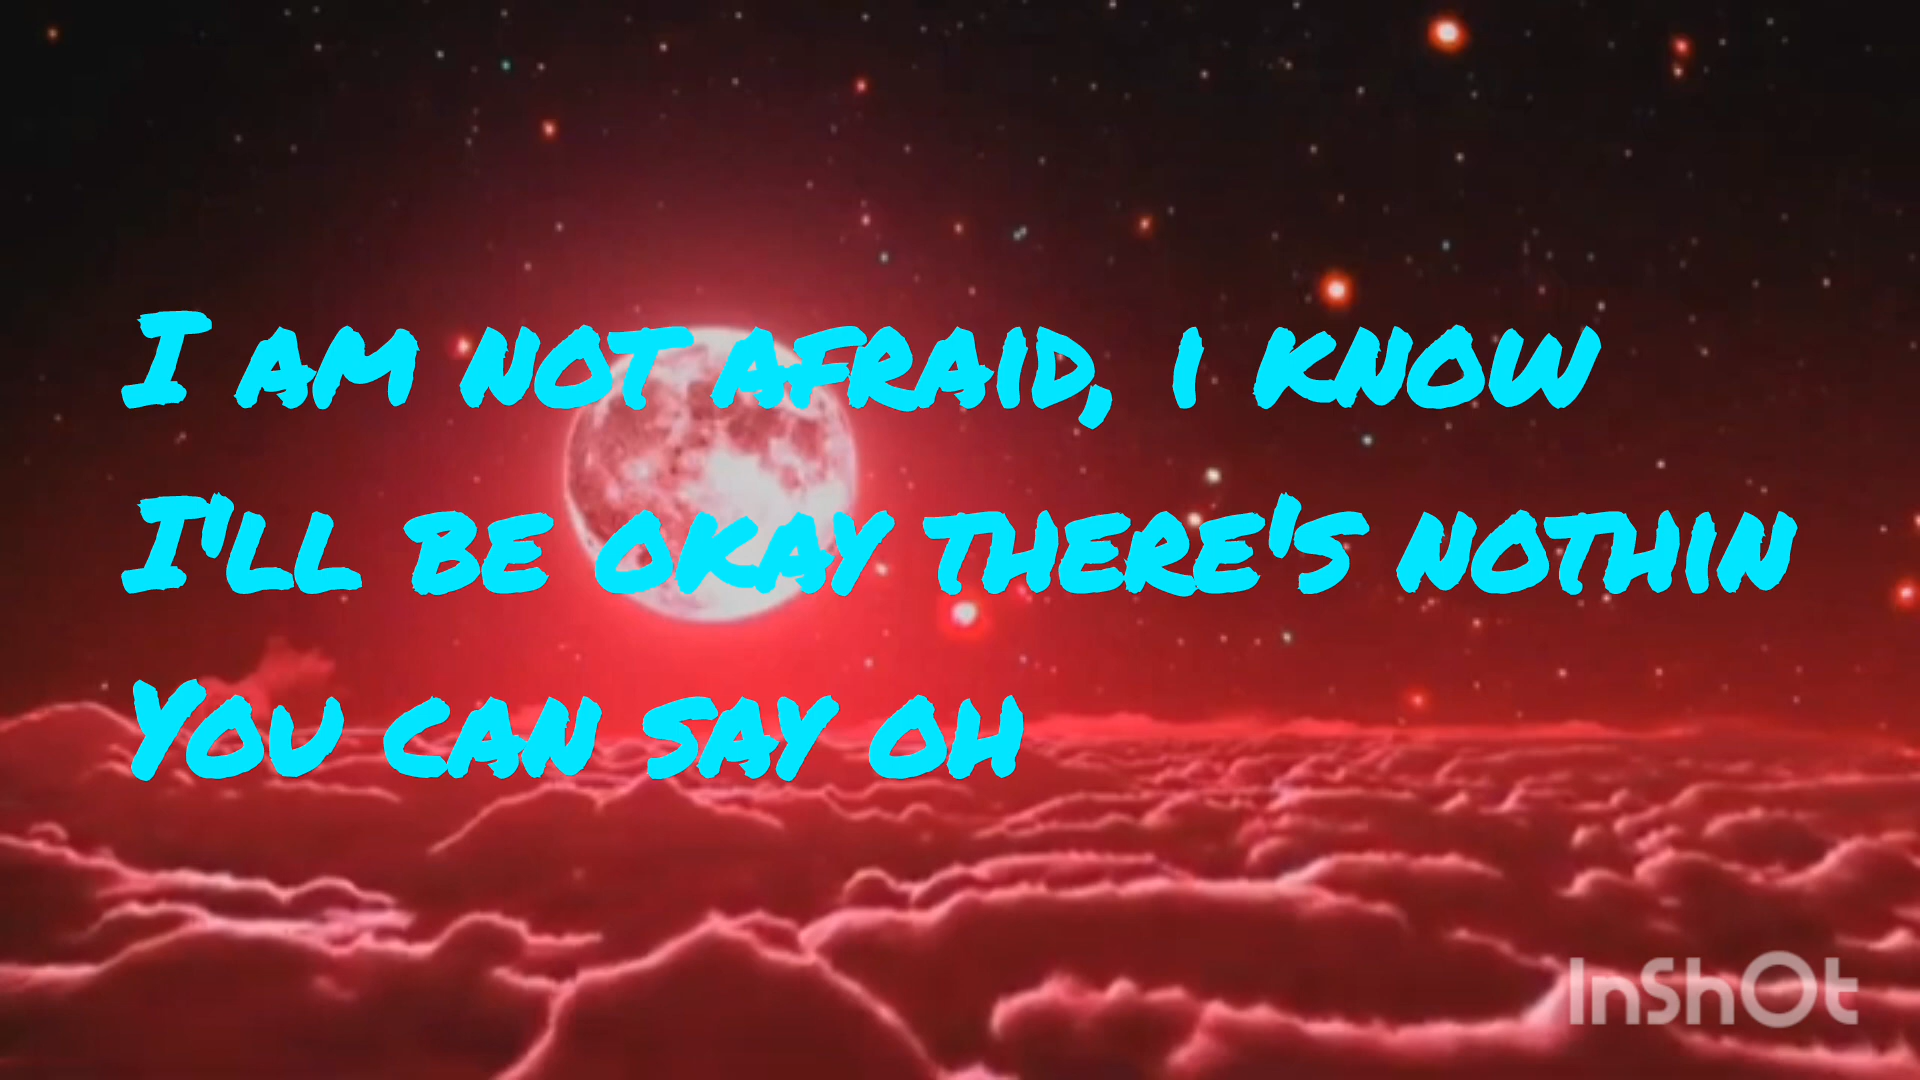 I am not afraid, i know
I'll be okay there's nothin
You can say oh
InShOt